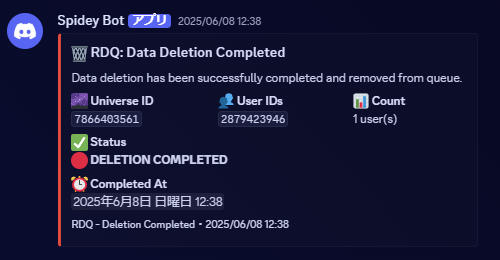 Spidey Bot アプリ 2025/06/08 12:38
RDQ: Data Deletion Completed
Data deletion has been successfully completed and removed from queue.
Universe ID User IDs Count
7866403561 2879423946 1 user(s)
Status
DELETION COMPLETED
Completed At
2025年6月8日 日曜日 12:38
RDQ - Deletion Completed • 2025/06/08 12:38